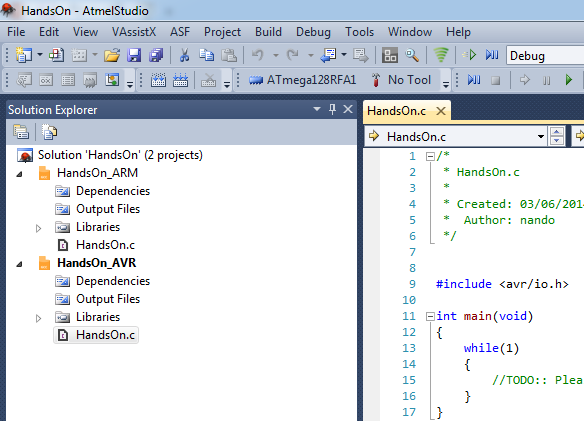 HandsOn - AtmelStudio
File Edit View VAssistX ASF Project Build Debug Tools Window Help
Debug
ATmega128RFA1 No Tool
Solution Explorer
Solution 'HandsOn' (2 projects)
HandsOn_ARM
Dependencies
Output Files
Libraries
HandsOn.c
HandsOn_AVR
Dependencies
Output Files
Libraries
HandsOn.c
HandsOn.c
HandsOn.c
1 /*
2 * HandsOn.c
3 *
4 * Created: 03/06/201
5 * Author: nando
6 */
7
8
9 #include <avr/io.h>
10
11 int main(void)
12 {
13 while(1)
14 {
15 //TODO:: Plea
16 }
17 }